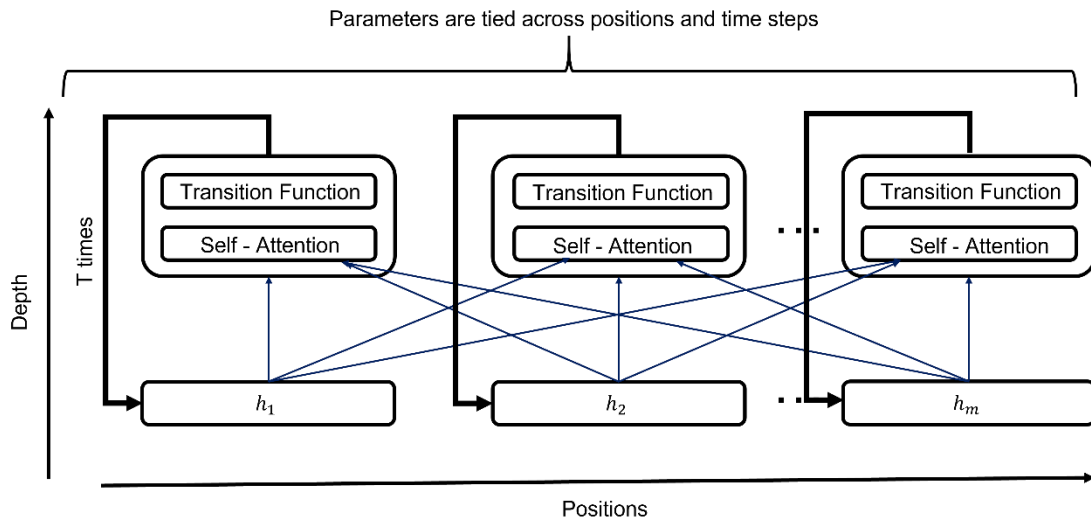 Parameters are tied across positions and time steps
Transition Function
Transition Function
Transition Function
Self - Attention
Self - Attention
Self - Attention
T times
Depth
h₁
h₂
hₘ
Positions